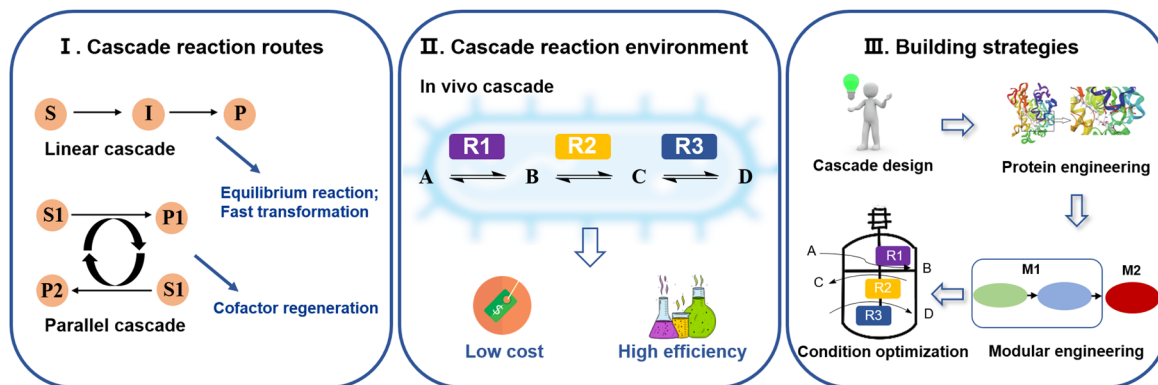 Ⅰ. Cascade reaction routes
S
I
P
Linear cascade
Equilibrium reaction;
Fast transformation
S1
P1
P2
S1
Cofactor regeneration
Parallel cascade
Ⅱ. Cascade reaction environment
In vivo cascade
R1
R2
R3
A
B
C
D
$
Low cost
High efficiency
Ⅲ. Building strategies
Cascade design
Protein engineering
A
R1
B
C
R2
R3
D
Condition optimization
M1
M2
Modular engineering